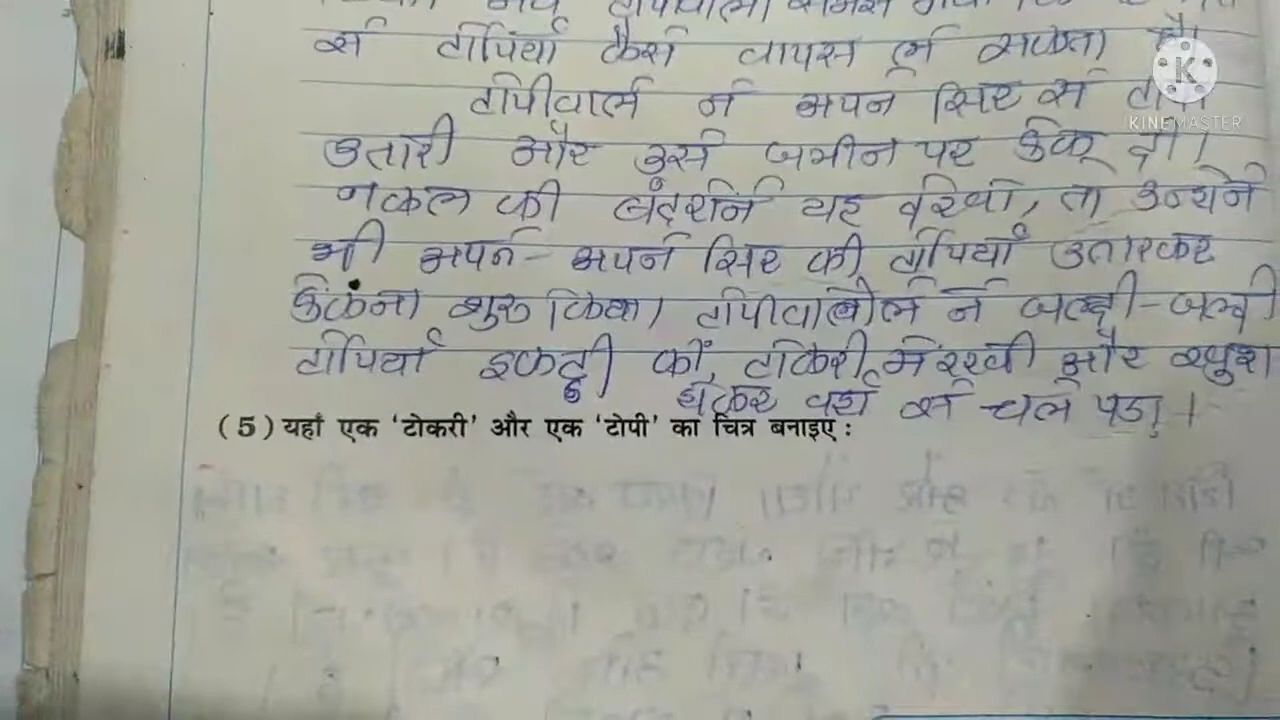 से टोपियाँ कैसे वापस ले सकता है।
K
KINEMASTER
टोपीवाले ने अपने सिर से टोपी
उतारी और उसे जमीन पर फेंक दी।
नकल की बंदरोंने यह देखा, तो उन्होंने
भी अपने-अपने सिर की टोपियाँ उतारकर
फेंकना शुरु किया। टोपीवालोले ने जल्दी-जल्दी
टोपियाँ इकट्ठी कीं, टोकरी में रखी और खुश
होकर वहाँ से चल पडा।
(5) यहाँ एक 'टोकरी' और एक 'टोपी' का चित्र बनाइए :